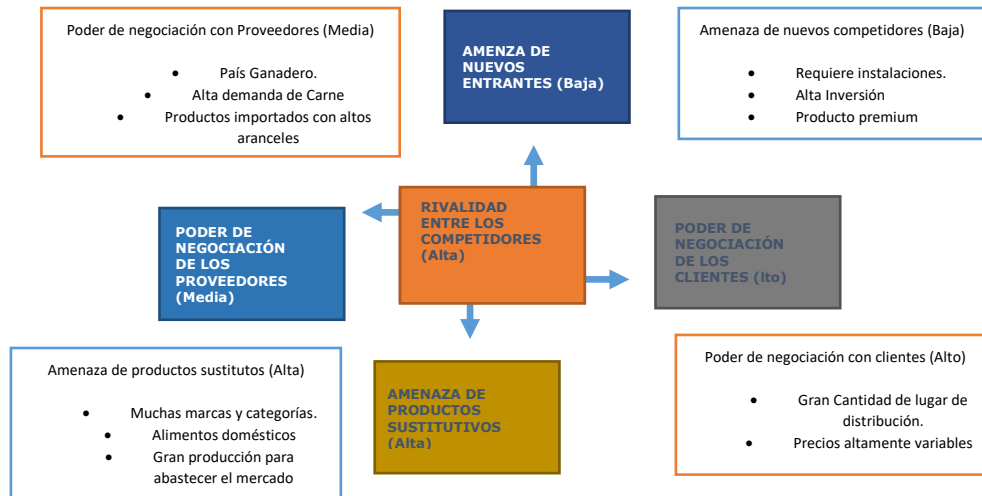 Poder de negociación con Proveedores (Media)
• País Ganadero.
• Alta demanda de Carne
• Productos importados con altos
aranceles
AMENZA DE
NUEVOS
ENTRANTES (Baja)
Amenaza de nuevos competidores (Baja)
• Requiere instalaciones.
• Alta Inversión
• Producto premium
PODER DE
NEGOCIACIÓN
DE LOS
PROVEEDORES
(Media)
RIVALIDAD
ENTRE LOS
COMPETIDORES
(Alta)
PODER DE
NEGOCIACIÓN
DE LOS
CLIENTES (lto)
Amenaza de productos sustitutos (Alta)
• Muchas marcas y categorías.
• Alimentos domésticos
• Gran producción para
abastecer el mercado
AMENAZA DE
PRODUCTOS
SUSTITUTIVOS
(Alta)
Poder de negociación con clientes (Alto)
• Gran Cantidad de lugar de
distribución.
• Precios altamente variables